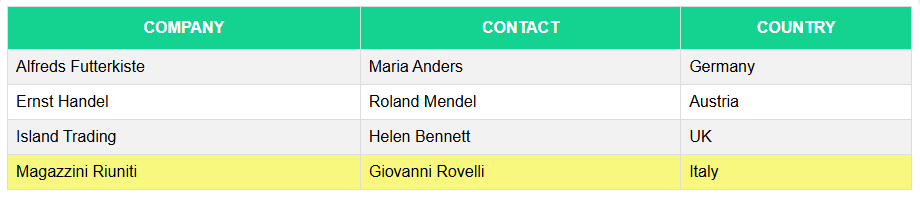 COMPANY CONTACT COUNTRY
Alfreds Futterkiste Maria Anders Germany
Ernst Handel Roland Mendel Austria
Island Trading Helen Bennett UK
Magazzini Riuniti Giovanni Rovelli Italy